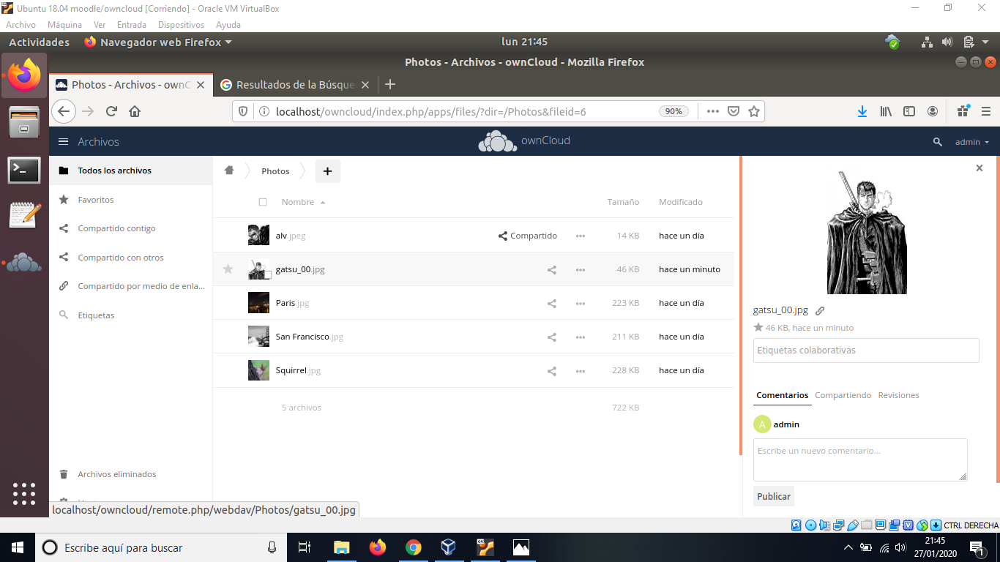 Ubuntu 18.04 moodle/owncloud [Corriendo] - Oracle VM VirtualBox
Archivo Máquina Ver Entrada Dispositivos Ayuda
Actividades Navegador web Firefox lun 21:45
Photos - Archivos - ownCloud - Mozilla Firefox
Photos - Archivos - ownC Resultados de la Búsque
localhost/owncloud/index.php/apps/files/?dir=/Photos&fileid=6 90%
Archivos ownCloud admin
Todos los archivos
Favoritos
Compartido contigo
Compartido con otros
Compartido por medio de enla...
Etiquetas
Archivos eliminados
Photos +
Nombre Tamaño Modificado
alv.jpeg Compartido 14 KB hace un día
gatsu_00.jpg 46 KB hace un minuto
Paris.jpg 223 KB hace un día
San Francisco.jpg 211 KB hace un día
Squirrel.jpg 228 KB hace un día
5 archivos 722 KB
gatsu_00.jpg
46 KB, hace un minuto
Etiquetas colaborativas
Comentarios Compartiendo Revisiones
A admin
Escribe un nuevo comentario...
Publicar
localhost/owncloud/remote.php/webdav/Photos/gatsu_00.jpg
CTRL DERECHA
Escribe aquí para buscar
21:45
27/01/2020
1